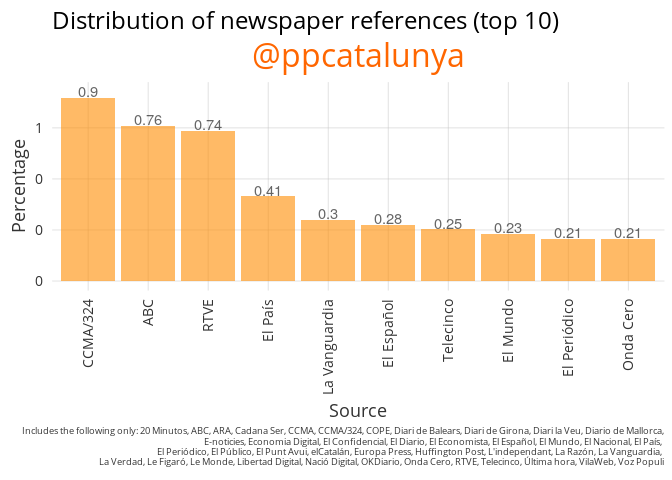 Distribution of newspaper references (top 10)
@ppcatalunya
Percentage
1
0
0
0
0.9
0.76
0.74
0.41
0.3
0.28
0.25
0.23
0.21
0.21
CCMA/324
ABC
RTVE
El País
La Vanguardia
El Español
Telecinco
El Mundo
El Periódico
Onda Cero
Source
Includes the following only: 20 Minutos, ABC, ARA, Cadana Ser, CCMA, CCMA/324, COPE, Diari de Balears, Diari de Girona, Diari la Veu, Diario de Mallorca,
E-noticies, Economia Digital, El Confidencial, El Diario, El Economista, El Español, El Mundo, El Nacional, El País,
El Periódico, El Público, El Punt Avui, elCatalán, Europa Press, Huffington Post, L'independant, La Razón, La Vanguardia,
La Verdad, Le Figaró, Le Monde, Libertad Digital, Nació Digital, OKDiario, Onda Cero, RTVE, Telecinco, Última hora, VilaWeb, Voz Populi